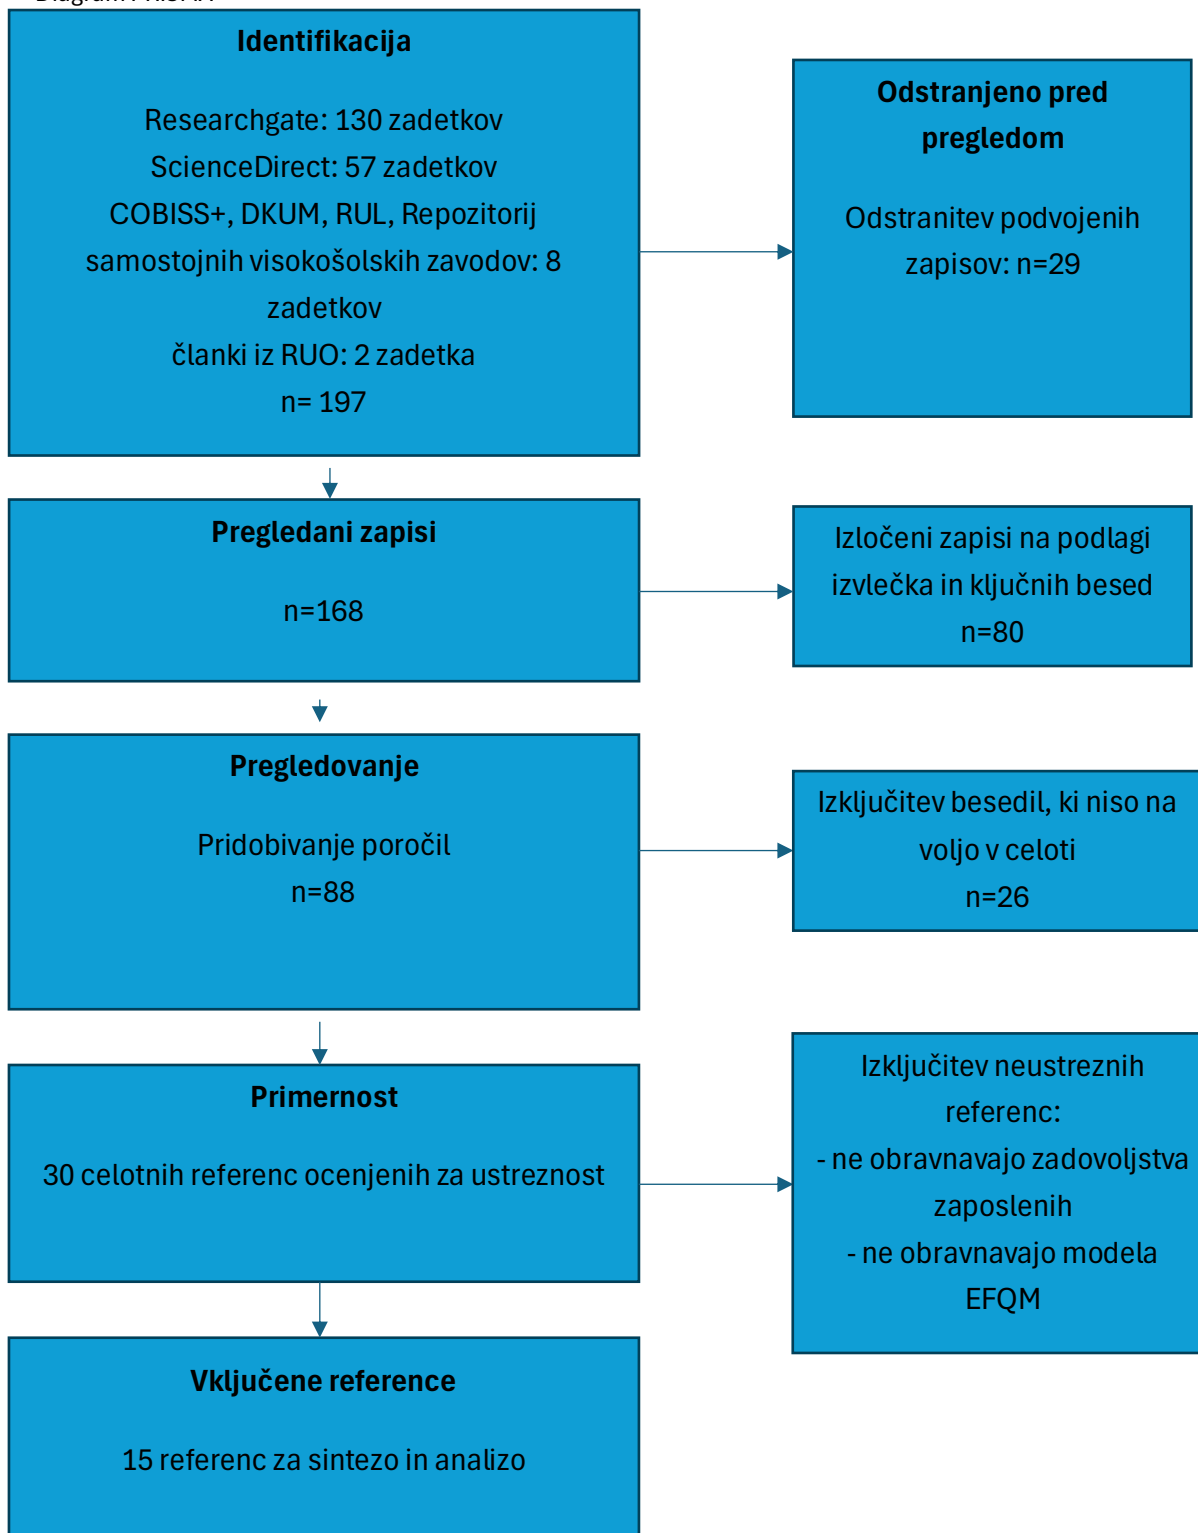 Diagram PRISMA
Identifikacija
Researchgate: 130 zadetkov
ScienceDirect: 57 zadetkov
COBISS+, DKUM, RUL, Repozitorij
samostojnih visokošolskih zavodov: 8
zadetkov
članki iz RUO: 2 zadetka
n= 197
Odstranjeno pred
pregledom
Odstranitev podvojenih
zapisov: n=29
Pregledani zapisi
n=168
Izločeni zapisi na podlagi
izvlečka in ključnih besed
n=80
Pregledovanje
Pridobivanje poročil
n=88
Izključitev besedil, ki niso na
voljo v celoti
n=26
Primernost
30 celotnih referenc ocenjenih za ustreznost
Izključitev neustreznih
referenc:
- ne obravnavajo zadovoljstva
zaposlenih
- ne obravnavajo modela
EFQM
Vključene reference
15 referenc za sintezo in analizo